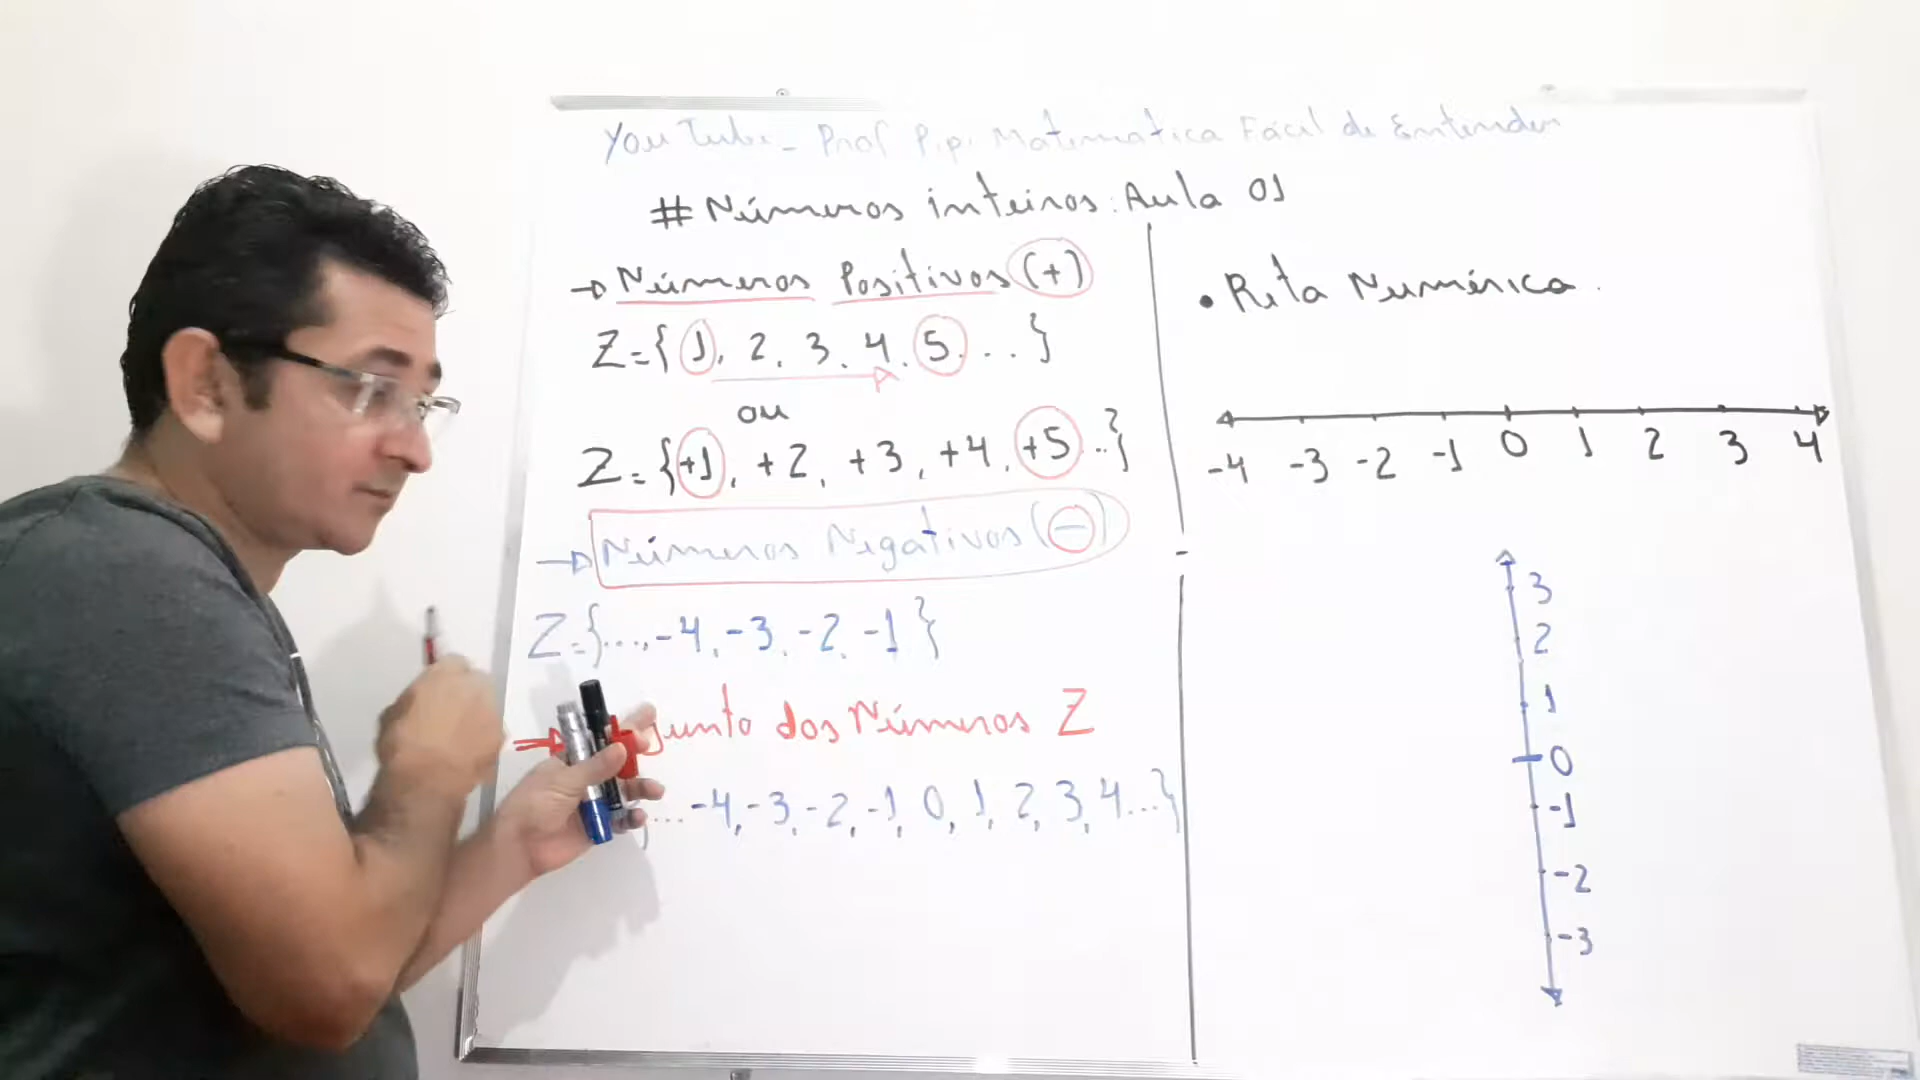 YouTube - Prof Pipi Matemática Fácil de Entender
# Números inteiros: Aula 01
→ Números Positivos (+)
Z = { 1, 2, 3, 4, 5, ... }
ou
Z = { +1, +2, +3, +4, +5 ... }
→ Números Negativos (-)
Z = { ..., -4, -3, -2, -1 }
junto dos Números Z
... -4, -3, -2, -1, 0, 1, 2, 3, 4 ... }
• Reta Numérica.
-4 -3 -2 -1 0 1 2 3 4
3
2
1
0
-1
-2
-3